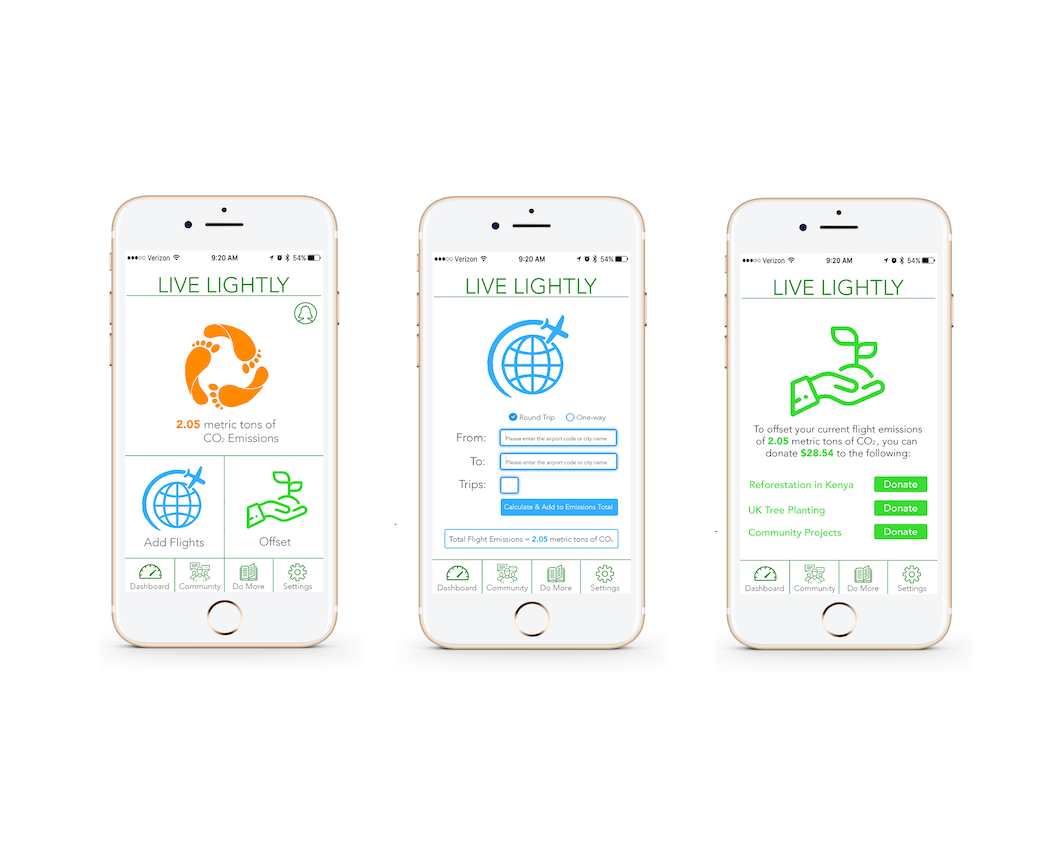 Verizon 9:20 AM 54%
LIVE LIGHTLY
2.05 metric tons of
CO₂ Emissions
Add Flights Offset
Dashboard Community Do More Settings
Verizon 9:20 AM 54%
LIVE LIGHTLY
Round Trip One-way
From: Please enter the airport code or city name
To: Please enter the airport code or city name
Trips:
Calculate & Add to Emissions Total
Total Flight Emissions = 2.05 metric tons of CO₂
Dashboard Community Do More Settings
Verizon 9:20 AM 54%
LIVE LIGHTLY
To offset your current flight emissions
of 2.05 metric tons of CO₂, you can
donate $28.54 to the following:
Reforestation in Kenya Donate
UK Tree Planting Donate
Community Projects Donate
Dashboard Community Do More Settings